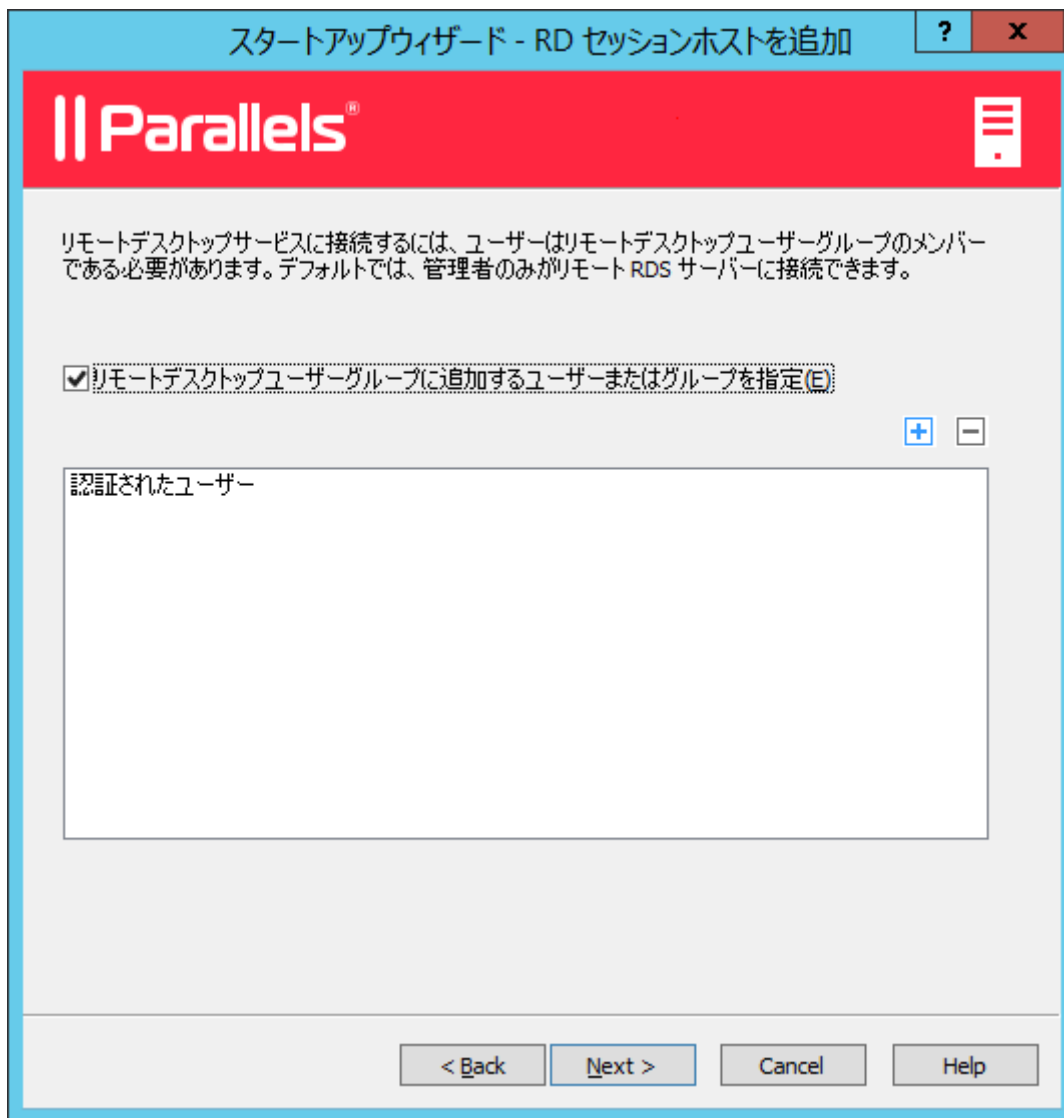 スタートアップウィザード - RD セッションホストを追加
?
x
Parallels®
リモートデスクトップサービスに接続するには、ユーザーはリモートデスクトップユーザーグループのメンバー
である必要があります。デフォルトでは、管理者のみがリモート RDS サーバーに接続できます。
リモートデスクトップユーザーグループに追加するユーザーまたはグループを指定(E)
認証されたユーザー
< Back
Next >
Cancel
Help